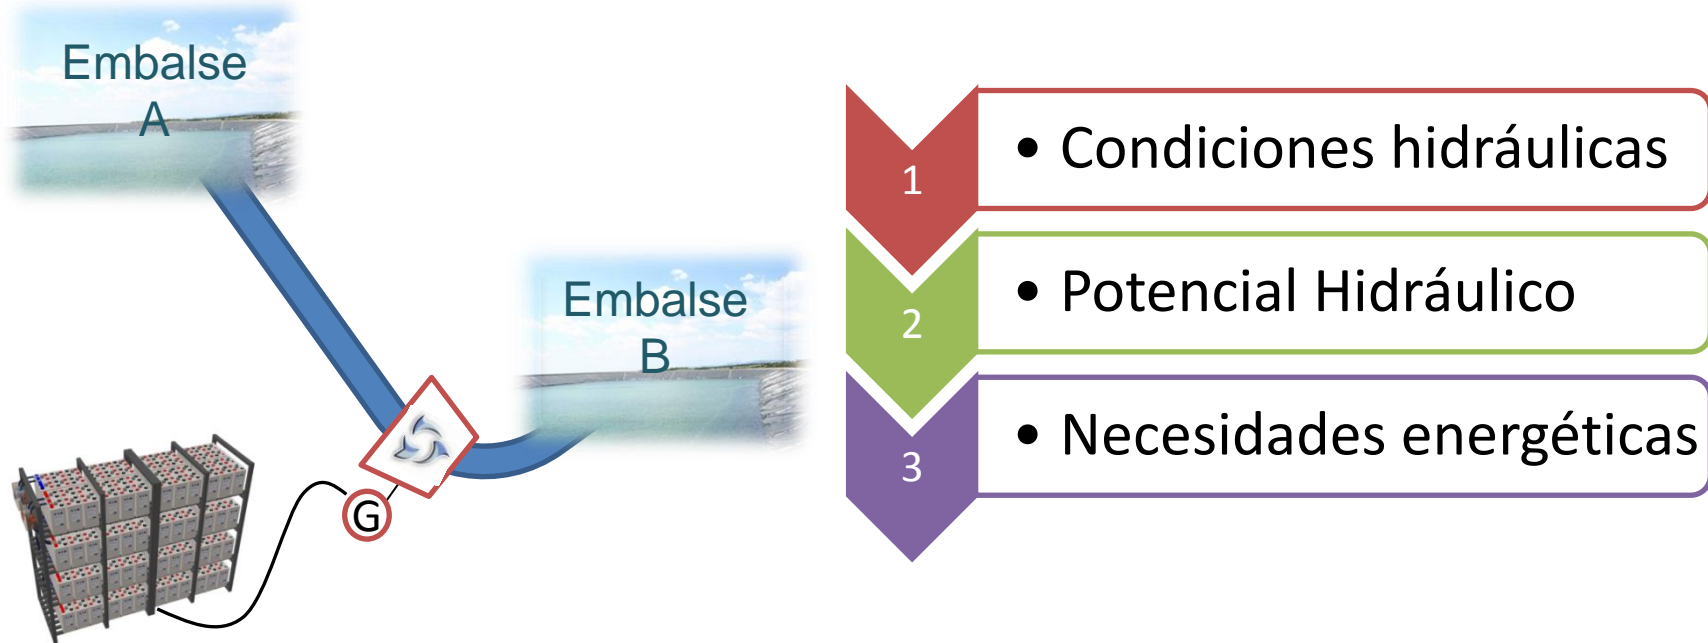 Embalse
A
Embalse
B
G
1
• Condiciones hidráulicas
2
• Potencial Hidráulico
3
• Necesidades energéticas